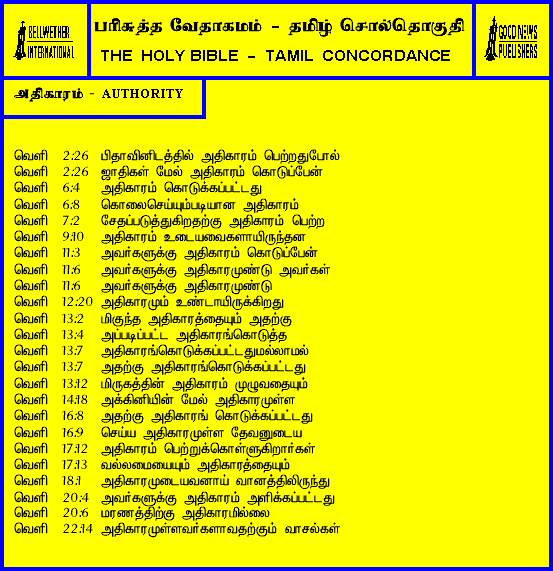 BELLWETHER
INTERNATIONAL
பரிசுத்த வேதாகமம் - தமிழ் சொல்தொகுதி
THE HOLY BIBLE - TAMIL CONCORDANCE
GOOD NEWS
PUBLISHERS
அதிகாரம் - AUTHORITY
வெளி 2:26 பிதாவினிடத்தில் அதிகாரம் பெற்றதுபோல்
வெளி 2:26 ஜாதிகள் மேல் அதிகாரம் கொடுப்பேன்
வெளி 6:4 அதிகாரம் கொடுக்கப்பட்டது
வெளி 6:8 கொலைசெய்யும்படியான அதிகாரம்
வெளி 7:2 சேதப்படுத்துகிறதற்கு அதிகாரம் பெற்ற
வெளி 9:10 அதிகாரம் உடையவைகளாயிருந்தன
வெளி 11:3 அவர்களுக்கு அதிகாரம் கொடுப்பேன்
வெளி 11:6 அவர்களுக்கு அதிகாரமுண்டு அவர்கள்
வெளி 11:6 அவர்களுக்கு அதிகாரமுண்டு
வெளி 12:20 அதிகாரமும் உண்டாயிருக்கிறது
வெளி 13:2 மிகுந்த அதிகாரத்தையும் அதற்கு
வெளி 13:4 அப்படிப்பட்ட அதிகாரங்கொடுத்த
வெளி 13:7 அதிகாரங்கொடுக்கப்பட்டதுமல்லாமல்
வெளி 13:7 அதற்கு அதிகாரங்கொடுக்கப்பட்டது
வெளி 13:12 மிருகத்தின் அதிகாரம் முழுவதையும்
வெளி 14:18 அக்கினியின் மேல் அதிகாரமுள்ள
வெளி 16:8 அதற்கு அதிகாரங் கொடுக்கப்பட்டது
வெளி 16:9 செய்ய அதிகாரமுள்ள தேவனுடைய
வெளி 17:12 அதிகாரம் பெற்றுக்கொள்ளுகிறார்கள்
வெளி 17:13 வல்லமையையும் அதிகாரத்தையும்
வெளி 18:1 அதிகாரமுடையவனாய் வானத்திலிருந்து
வெளி 20:4 அவர்களுக்கு அதிகாரம் அளிக்கப்பட்டது
வெளி 20:6 மரணத்திற்கு அதிகாரமில்லை
வெளி 22:14 அதிகாரமுள்ளவர்களாவதற்கும் வாசல்கள்